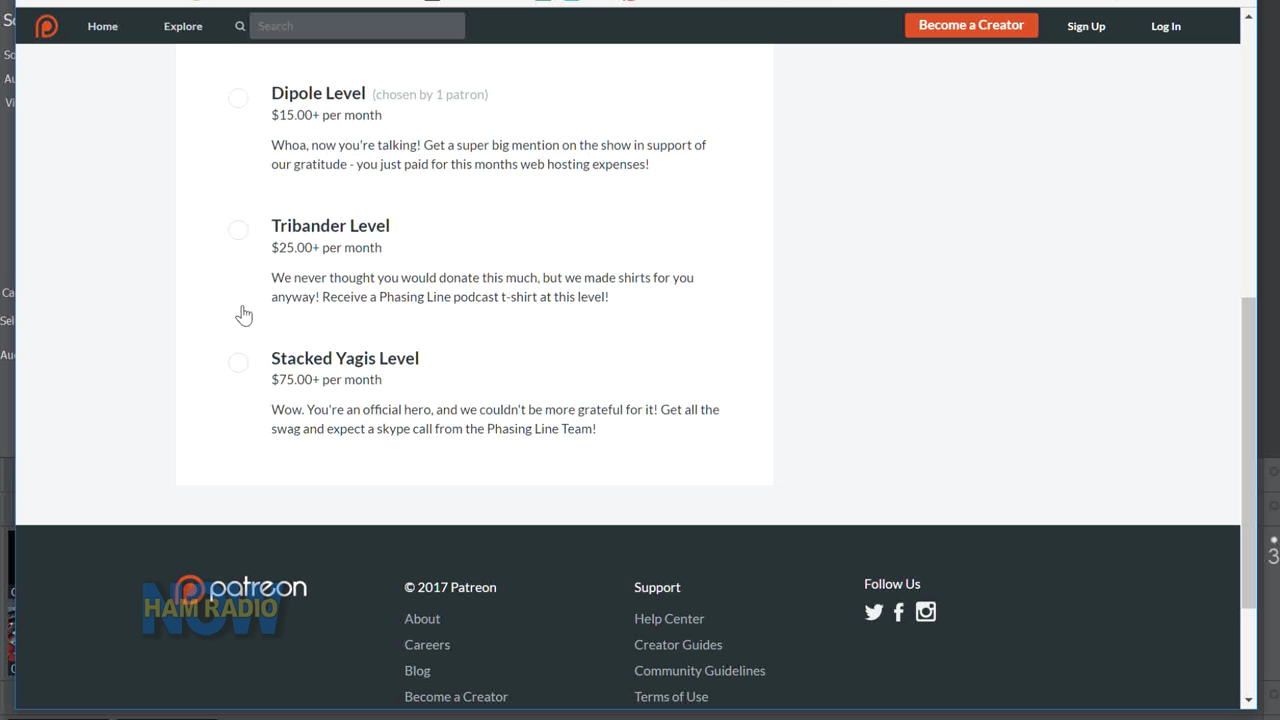 Home
Explore
Search
Become a Creator
Sign Up
Log In
Dipole Level (chosen by 1 patron)
$15.00+ per month
Whoa, now you're talking! Get a super big mention on the show in support of
our gratitude - you just paid for this months web hosting expenses!
Tribander Level
$25.00+ per month
We never thought you would donate this much, but we made shirts for you
anyway! Receive a Phasing Line podcast t-shirt at this level!
Stacked Yagis Level
$75.00+ per month
Wow. You're an official hero, and we couldn't be more grateful for it! Get all the
swag and expect a skype call from the Phasing Line Team!
patreon
HAM RADIO
NOW
© 2017 Patreon
About
Careers
Blog
Become a Creator
Support
Help Center
Creator Guides
Community Guidelines
Terms of Use
Follow Us